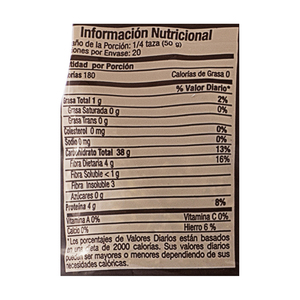 Información Nutricional
ño de la Porción: 1/4 taza (50 g)
iones por Envase: 20
tidad por Porción
orías 180 Calorías de Grasa 0
% Valor Diario*
Grasa Total 1 g 2%
Grasa Saturada 0 g 0%
Grasa Trans 0 g 0%
Colesterol 0 mg 0%
Sodio 0 mg 0%
Carbohidrato Total 38 g 13%
Fibra Dietaria 4 g 16%
Fibra Soluble < 1 g
Fibra Insoluble 3
Azúcares 0 g
Proteína 4 g 8%
Vitamina A 0% Vitamina C 0%
Calcio 0% Hierro 6%
*Los porcentajes de Valores Diarios están basados
en una dieta de 2000 calorías. Sus valores diarios
pueden ser mayores o menores dependiendo de sus
necesidades calóricas.